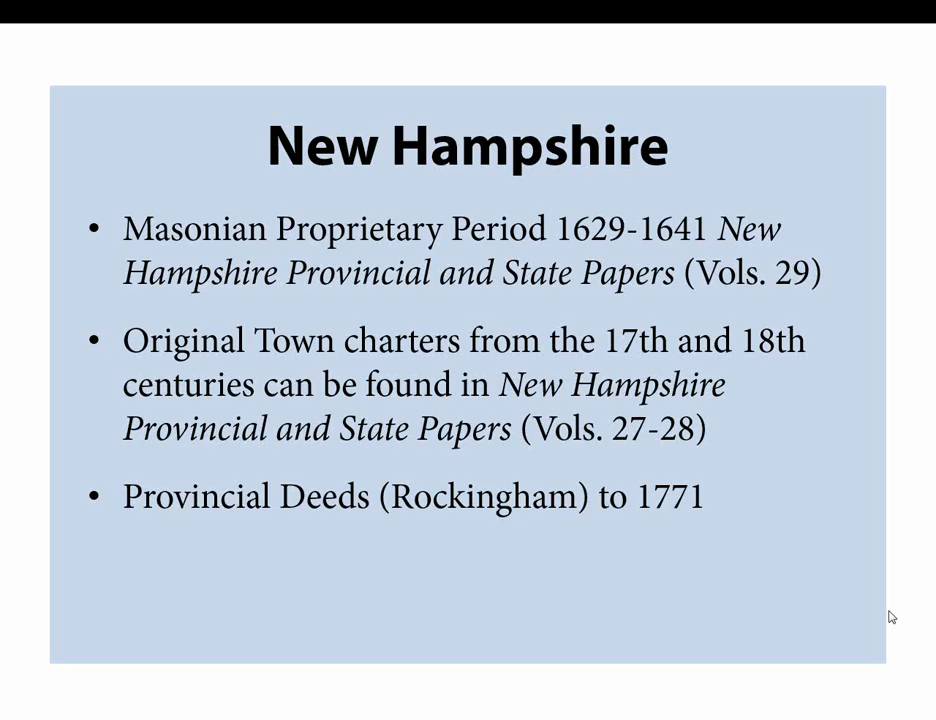 New Hampshire
• Masonian Proprietary Period 1629-1641 New
Hampshire Provincial and State Papers (Vols. 29)
• Original Town charters from the 17th and 18th
centuries can be found in New Hampshire
Provincial and State Papers (Vols. 27-28)
• Provincial Deeds (Rockingham) to 1771